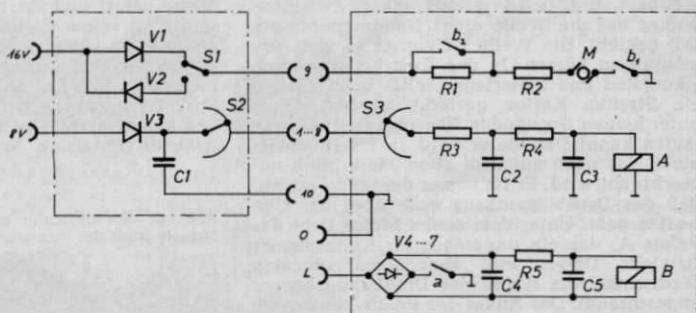 16V V1 S1 9 b₂ R1 R2 M b₁
V2
8V V3 S2 1...8 S3 R3 R4 A
C1 C2 C3
10
0
L V4...7 a C4 R5 C5 B